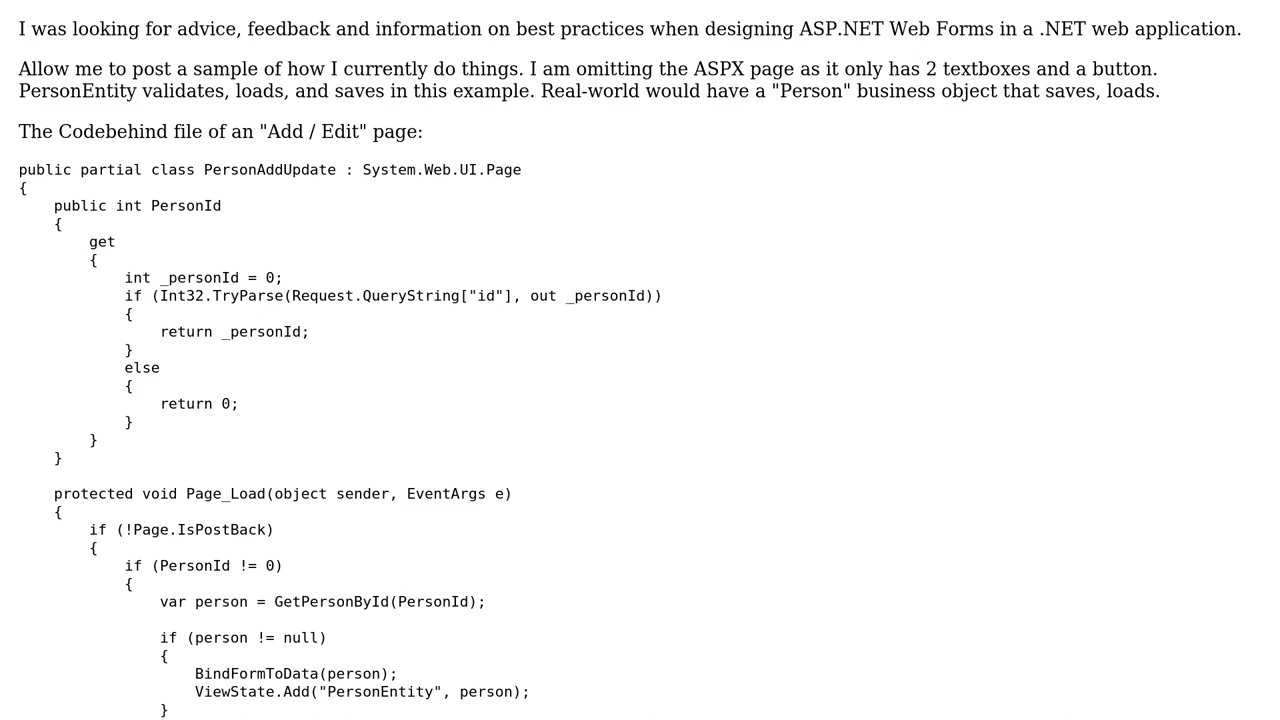 I was looking for advice, feedback and information on best practices when designing ASP.NET Web Forms in a .NET web application.
Allow me to post a sample of how I currently do things. I am omitting the ASPX page as it only has 2 textboxes and a button.
PersonEntity validates, loads, and saves in this example. Real-world would have a "Person" business object that saves, loads.
The Codebehind file of an "Add / Edit" page:
public partial class PersonAddUpdate : System.Web.UI.Page
{
    public int PersonId
    {
        get
        {
            int _personId = 0;
            if (Int32.TryParse(Request.QueryString["id"], out _personId))
            {
                return _personId;
            }
            else
            {
                return 0;
            }
        }
    }

    protected void Page_Load(object sender, EventArgs e)
    {
        if (!Page.IsPostBack)
        {
            if (PersonId != 0)
            {
                var person = GetPersonById(PersonId);

                if (person != null)
                {
                    BindFormToData(person);
                    ViewState.Add("PersonEntity", person);
                }